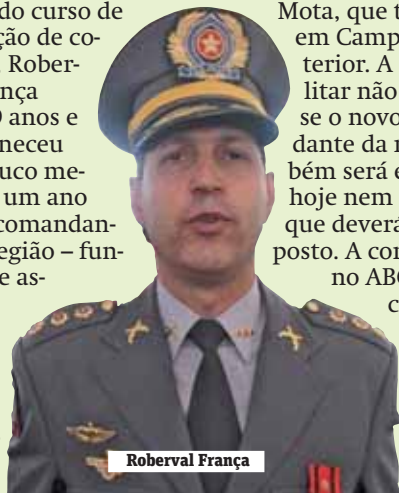 do curso de
ção de co-
Rober-
nça
anos e
neceu
uco me-
um ano
comandan-
egião – fun-
e as-
Mota, que t
em Camp
terior. A
litar não
se o novo
dante da r
bém será e
hoje nem
que deverá
posto. A cor
no ABC
c
Roberval França